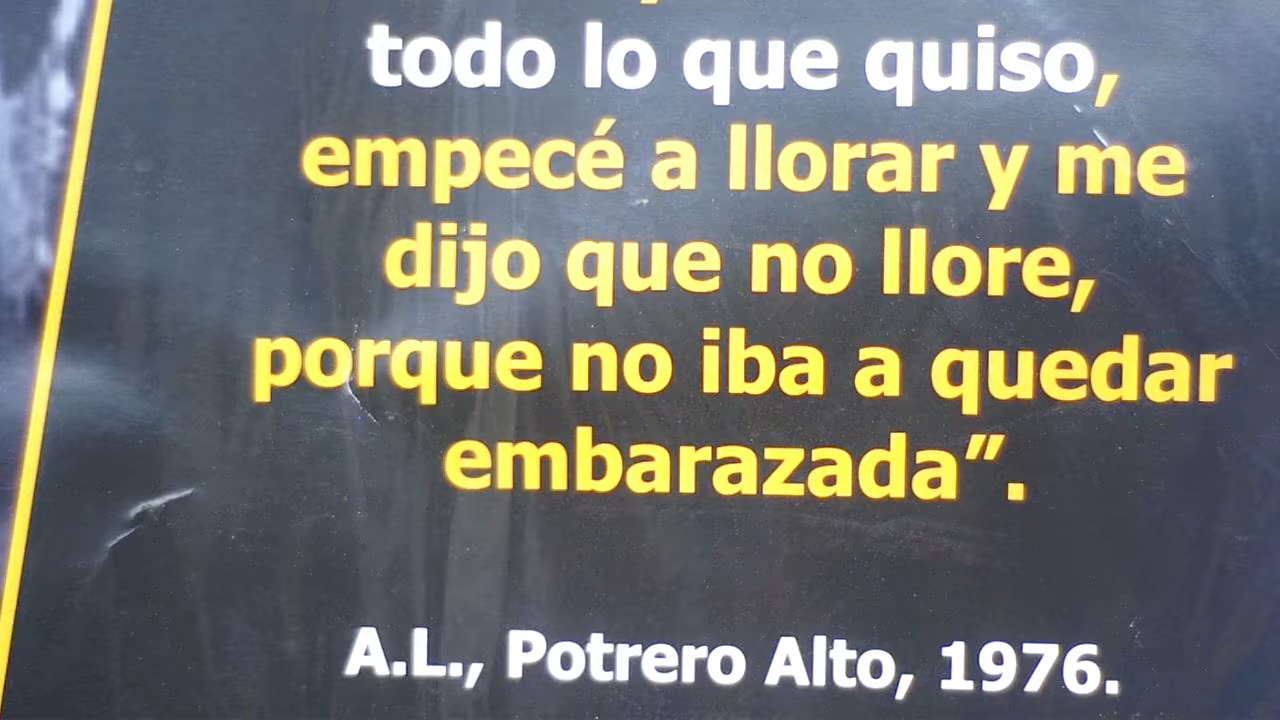 todo lo que quiso,
empecé a llorar y me
dijo que no llore,
porque no iba a quedar
embarazada”.
A.L., Potrero Alto, 1976.